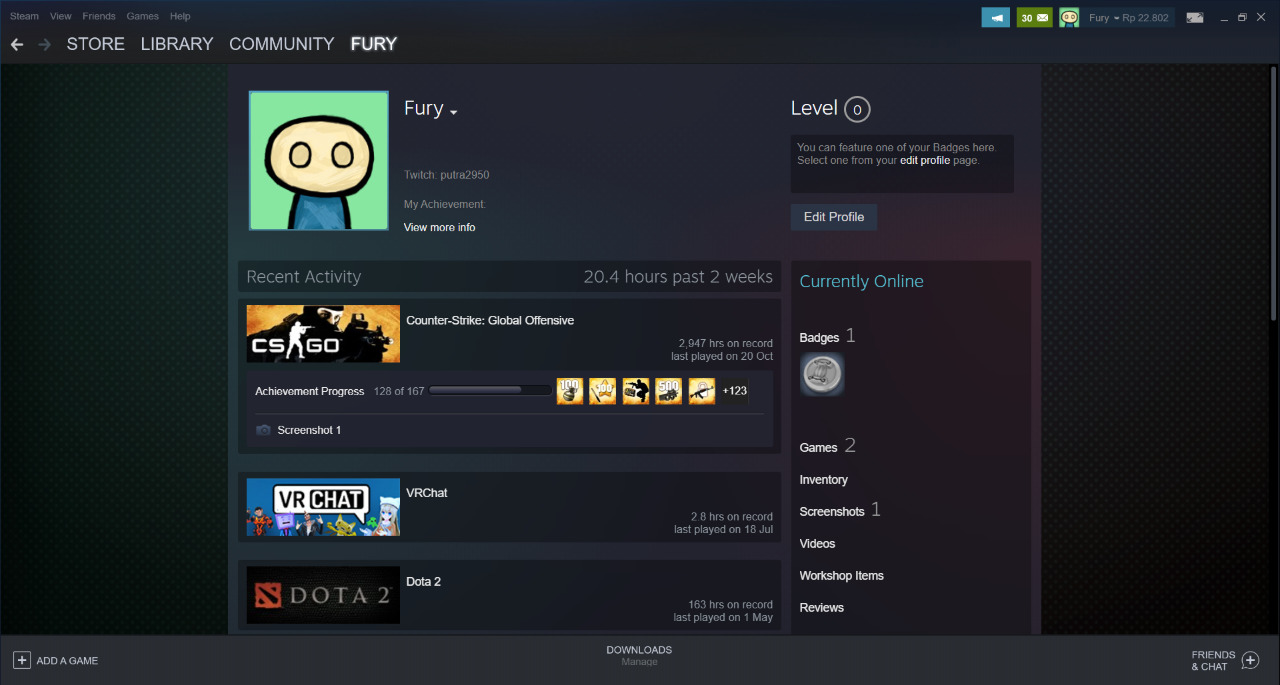 Steam View Friends Games Help
30
Fury Rp 22.802
STORE LIBRARY COMMUNITY FURY
Fury
Twitch: putra2950
My Achievement:
View more info
Level 0
You can feature one of your Badges here.
Select one from your edit profile page.
Edit Profile
Recent Activity 20.4 hours past 2 weeks
CS GO
Counter-Strike: Global Offensive
2,947 hrs on record
last played on 20 Oct
Achievement Progress 128 of 167
100
500
+123
Screenshot 1
VRCHAT
VRChat
2.8 hrs on record
last played on 18 Jul
DOTA 2
Dota 2
163 hrs on record
last played on 1 May
Currently Online
Badges 1
Games 2
Inventory
Screenshots 1
Videos
Workshop Items
Reviews
ADD A GAME
DOWNLOADS
Manage
FRIENDS
& CHAT